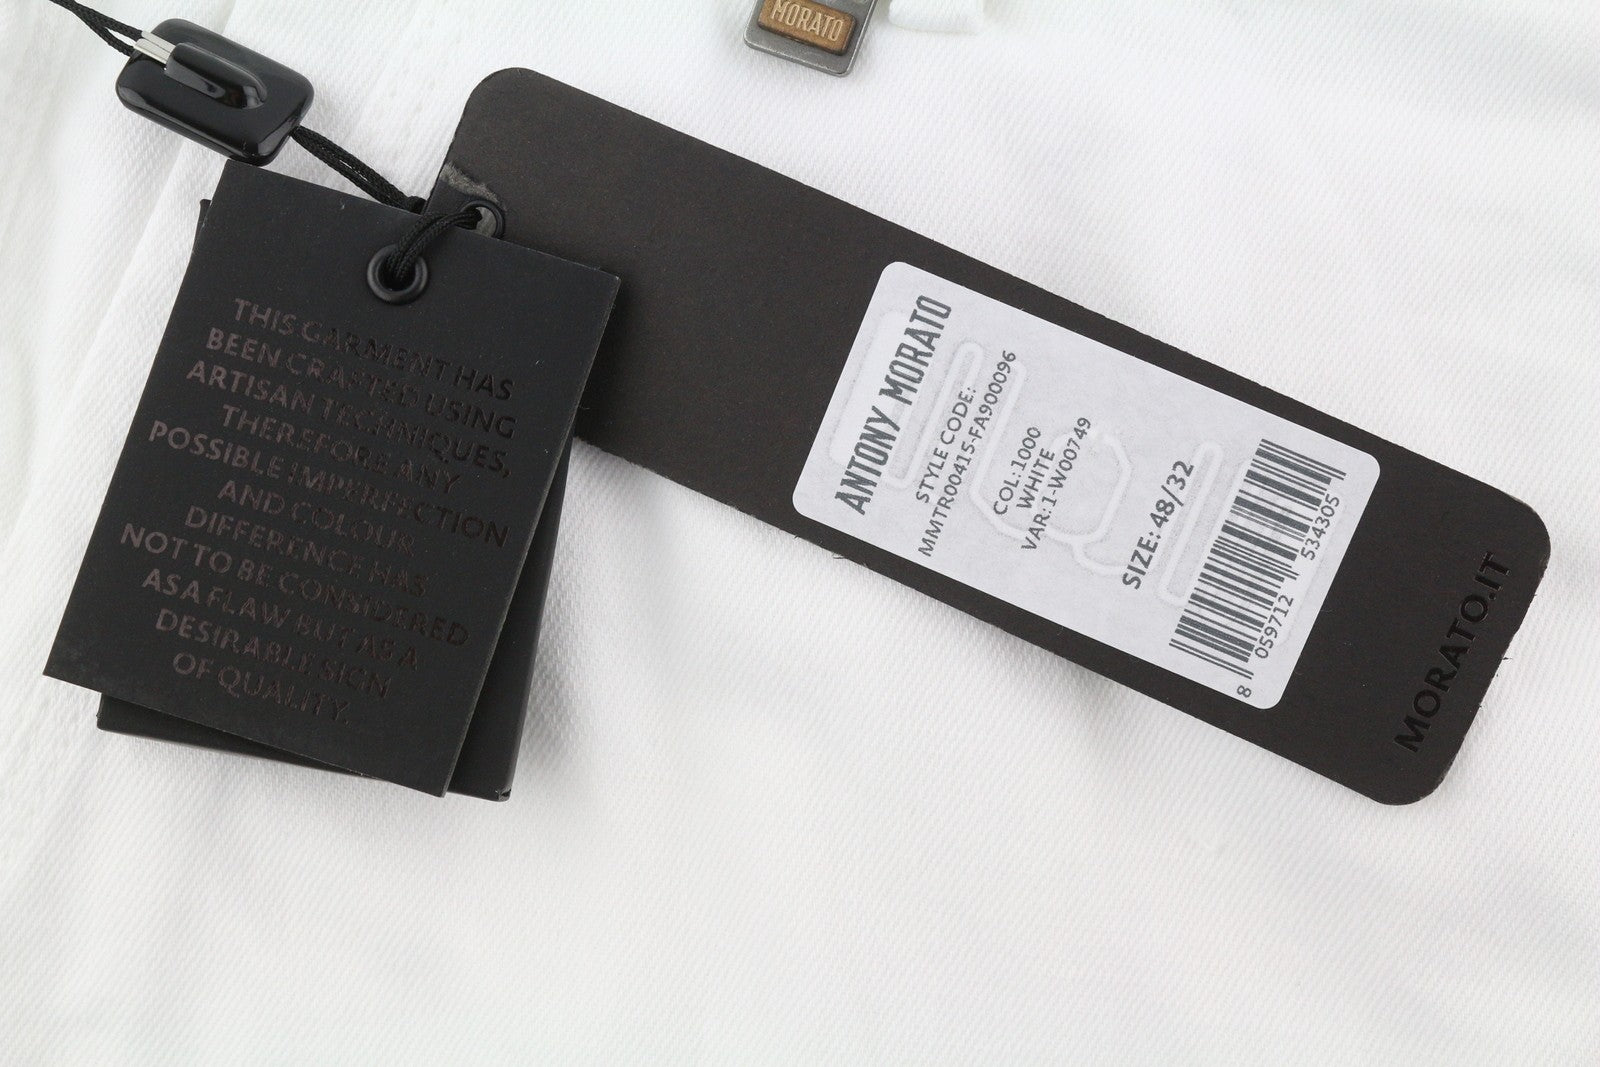 MORATO
THIS GARMENT HAS
BEEN CRAFTED USING
ARTISAN TECHNIQUES,
THEREFORE ANY
POSSIBLE IMPERFECTION
AND COLOUR
DIFFERENCE HAS
NOT TO BE CONSIDERED
AS A FLAW BUT AS A
DESIRABLE SIGN
OF QUALITY.
ANTONY MORATO
STYLE CODE:
MMTR00415-FA900096
COL:1000
WHITE
VAR:1-W00749
SIZE: 48/32
8 059712 534305
MORATO.IT